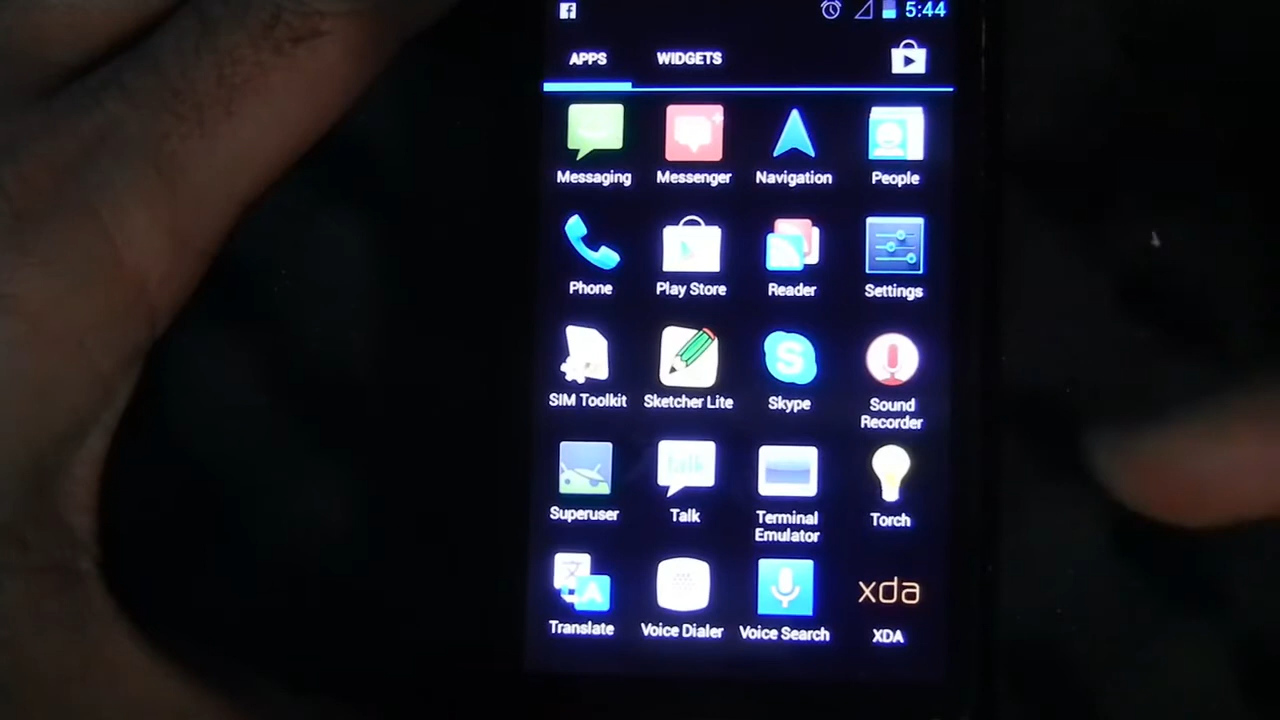 5:44
APPS WIDGETS
Messaging Messenger Navigation People
Phone Play Store Reader Settings
SIM Toolkit Sketcher Lite Skype Sound
Recorder
talk
Superuser Talk Terminal
Emulator Torch
Translate Voice Dialer Voice Search xda
XDA